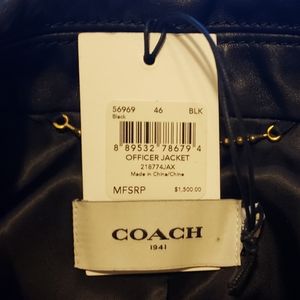 56969 46 BLK
Black
8 89532 78679 4
OFFICER JACKET
218774JAX
Made in China/Chine
MFSRP $1,500.00
COACH
1941